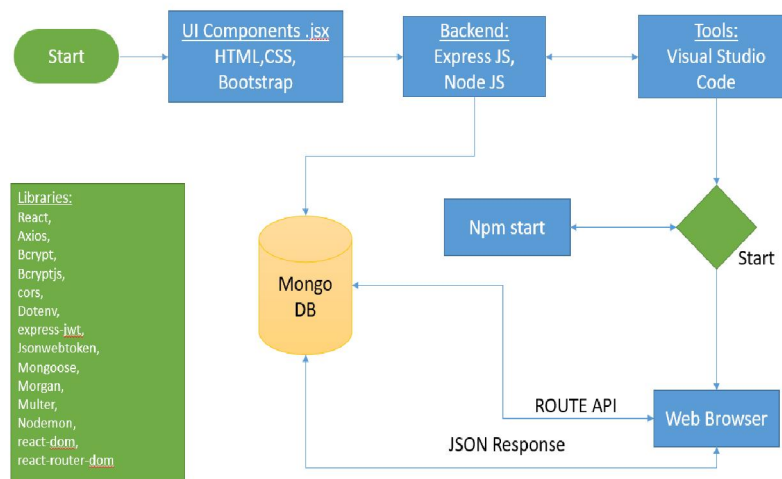 Start
UI Components .jsx
HTML,CSS,
Bootstrap
Backend:
Express JS,
Node JS
Tools:
Visual Studio
Code
Libraries:
React,
Axios,
Bcrypt,
Bcryptjs,
cors,
Dotenv,
express-jwt,
Jsonwebtoken,
Mongoose,
Morgan,
Multer,
Nodemon,
react-dom,
react-router-dom
Mongo
DB
Npm start
Start
ROUTE API
JSON Response
Web Browser